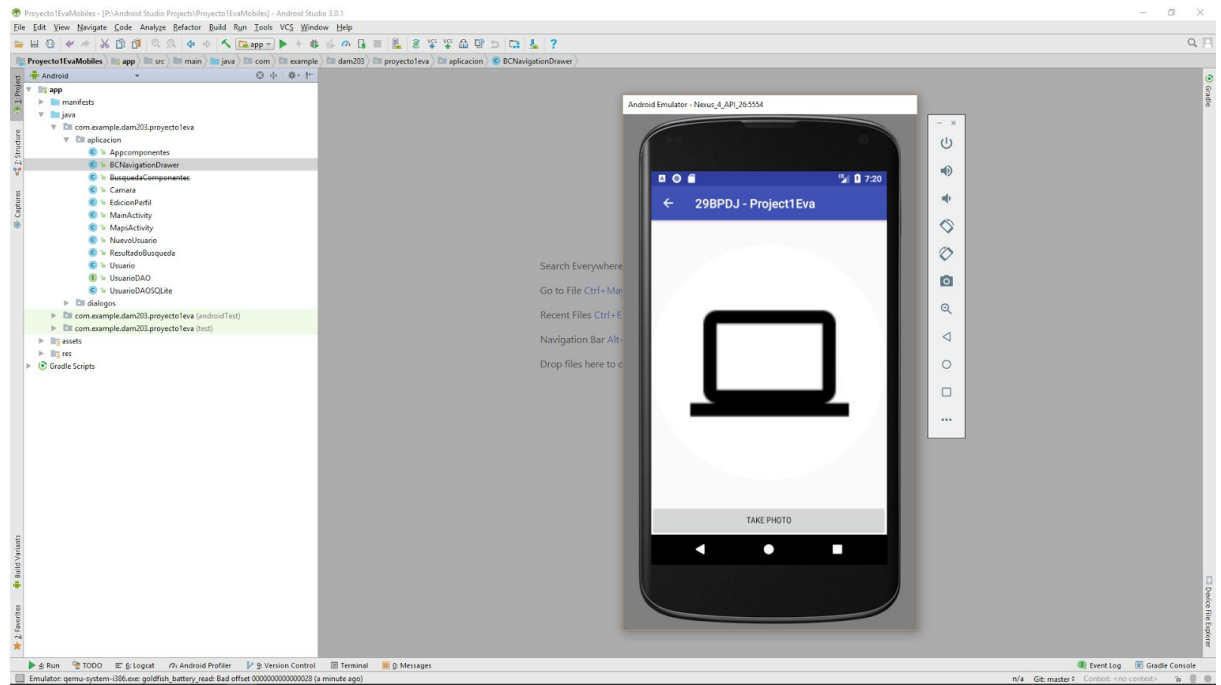 Proyecto1EvaMobiles - [P:\Android Studio Projects\Proyecto1EvaMobiles] - Android Studio 3.0.1
File Edit View Navigate Code Analyze Refactor Build Run Tools VCS Window Help
app
Proyecto1EvaMobiles app src main java com example dam203 proyecto1eva aplicacion BCNavigationDrawer
Android
1: Project
Z: Structure
Captures
Build Variants
2: Favorites
Gradle
Device File Explorer
app
manifests
java
com.example.dam203.proyecto1eva
aplicacion
Appcomponentes
BCNavigationDrawer
BusquedaComponentes
Camara
EdicionPerfil
MainActivity
MapsActivity
NuevoUsuario
ResultadoBusqueda
Usuario
UsuarioDAO
UsuarioDAOSQLite
dialogos
com.example.dam203.proyecto1eva (androidTest)
com.example.dam203.proyecto1eva (test)
assets
res
Gradle Scripts
Search Everywhere
Go to File Ctrl+May
Recent Files Ctrl+E
Navigation Bar Alt+
Drop files here to
Android Emulator - Nexus_4_API_26:5554
7:20
29BPDJ - Project1Eva
TAKE PHOTO
4: Run TODO 6: Logcat Android Profiler 9: Version Control Terminal 0: Messages Event Log Gradle Console
Emulator: qemu-system-i386.exe: goldfish_battery_read: Bad offset 0000000000000028 (a minute ago) n/a Git: master Context: <no context>